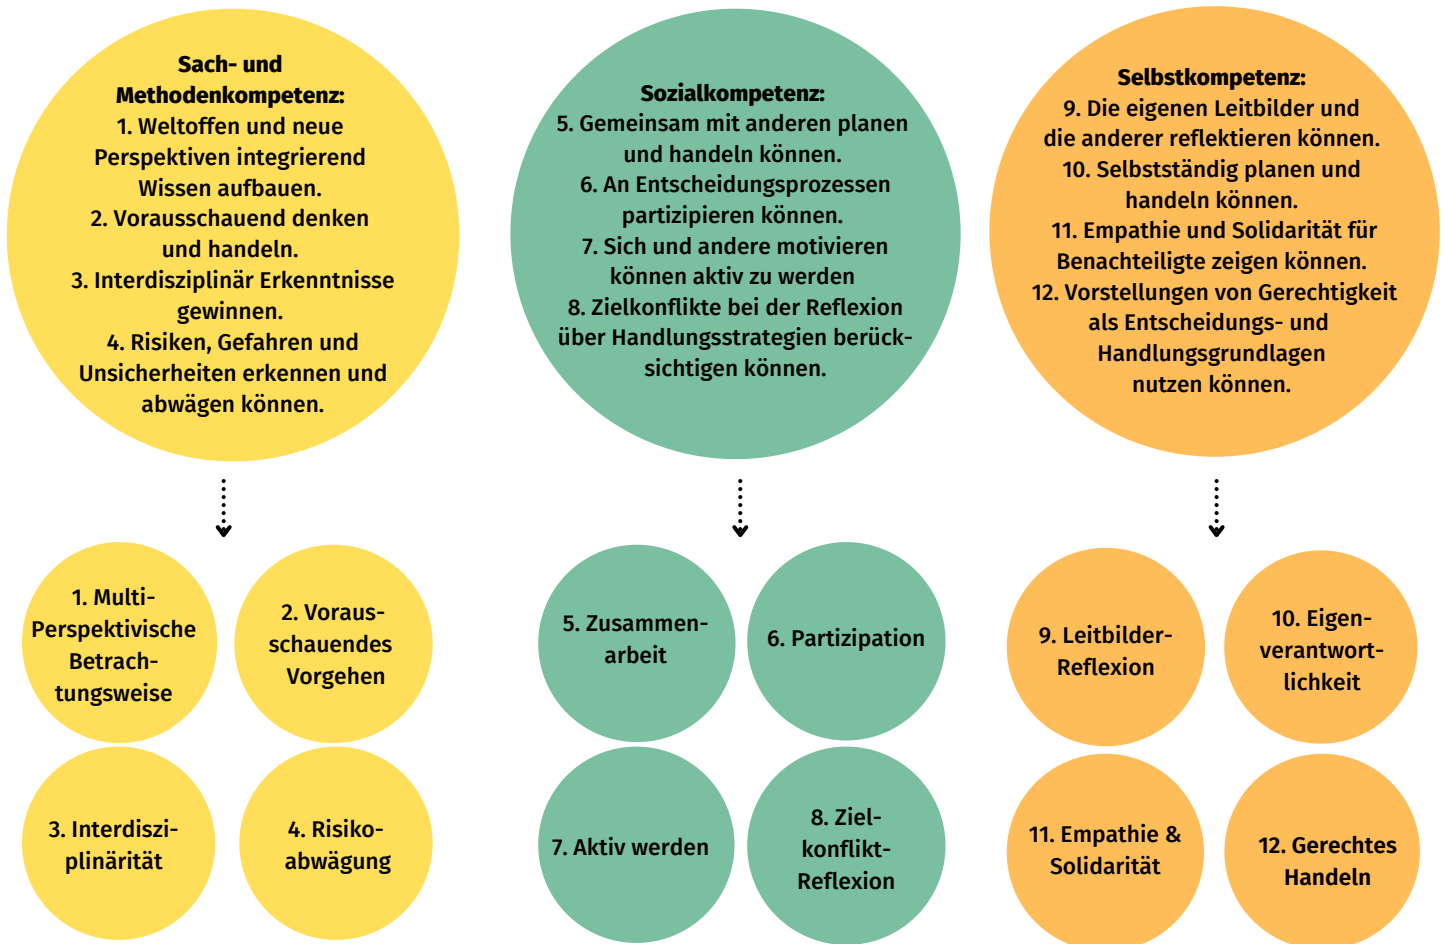 Sach- und
Methodenkompetenz:
1. Weltoffen und neue
Perspektiven integrierend
Wissen aufbauen.
2. Vorausschauend denken
und handeln.
3. Interdisziplinär Erkenntnisse
gewinnen.
4. Risiken, Gefahren und
Unsicherheiten erkennen und
abwägen können.
Sozialkompetenz:
5. Gemeinsam mit anderen planen
und handeln können.
6. An Entscheidungsprozessen
partizipieren können.
7. Sich und andere motivieren
können aktiv zu werden
8. Zielkonflikte bei der Reflexion
über Handlungsstrategien berück-
sichtigen können.
Selbstkompetenz:
9. Die eigenen Leitbilder und
die anderer reflektieren können.
10. Selbstständig planen und
handeln können.
11. Empathie und Solidarität für
Benachteiligte zeigen können.
12. Vorstellungen von Gerechtigkeit
als Entscheidungs- und
Handlungsgrundlagen
nutzen können.
1. Multi-
Perspektivische
Betrach-
tungsweise
2. Voraus-
schauendes
Vorgehen
3. Interdiszi-
plinärität
4. Risiko-
abwägung
5. Zusammen-
arbeit
6. Partizipation
7. Aktiv werden
8. Ziel-
konflikt-
Reflexion
9. Leitbilder-
Reflexion
10. Eigen-
verantwort-
lichkeit
11. Empathie &
Solidarität
12. Gerechtes
Handeln